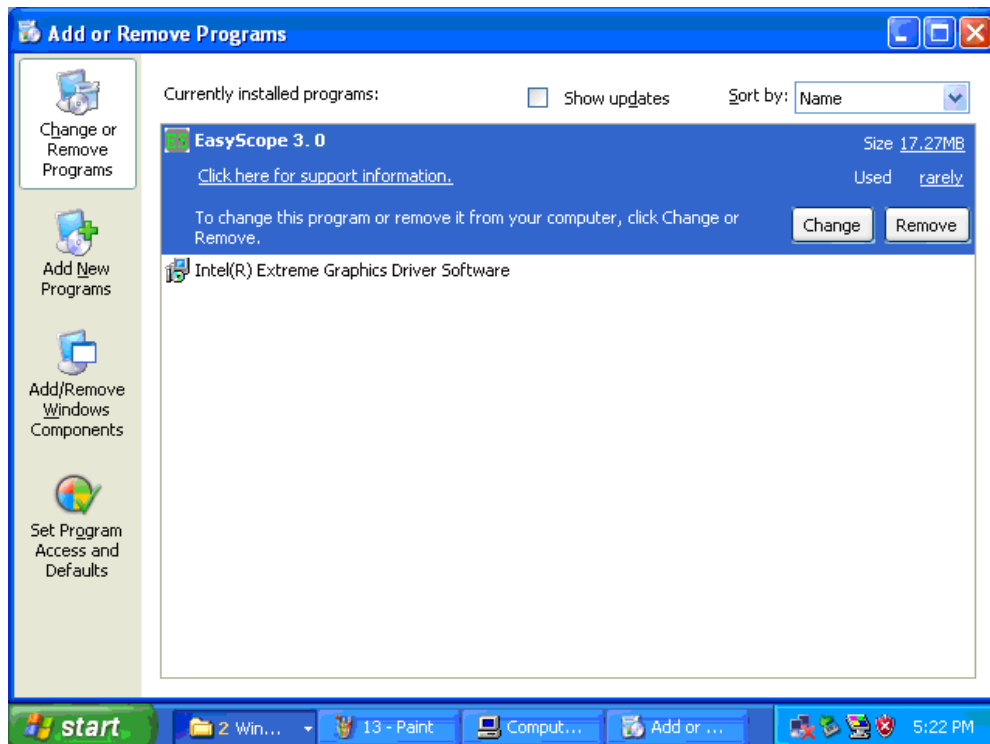 Add or Remove Programs
Change or
Remove
Programs
Add New
Programs
Add/Remove
Windows
Components
Set Program
Access and
Defaults
Currently installed programs:
Show updates
Sort by: Name
EasyScope 3.0
Size 17.27MB
Click here for support information.
Used rarely
To change this program or remove it from your computer, click Change or
Remove.
Change Remove
Intel(R) Extreme Graphics Driver Software
start 2 Win... 13 - Paint Comput... Add or ... 5:22 PM